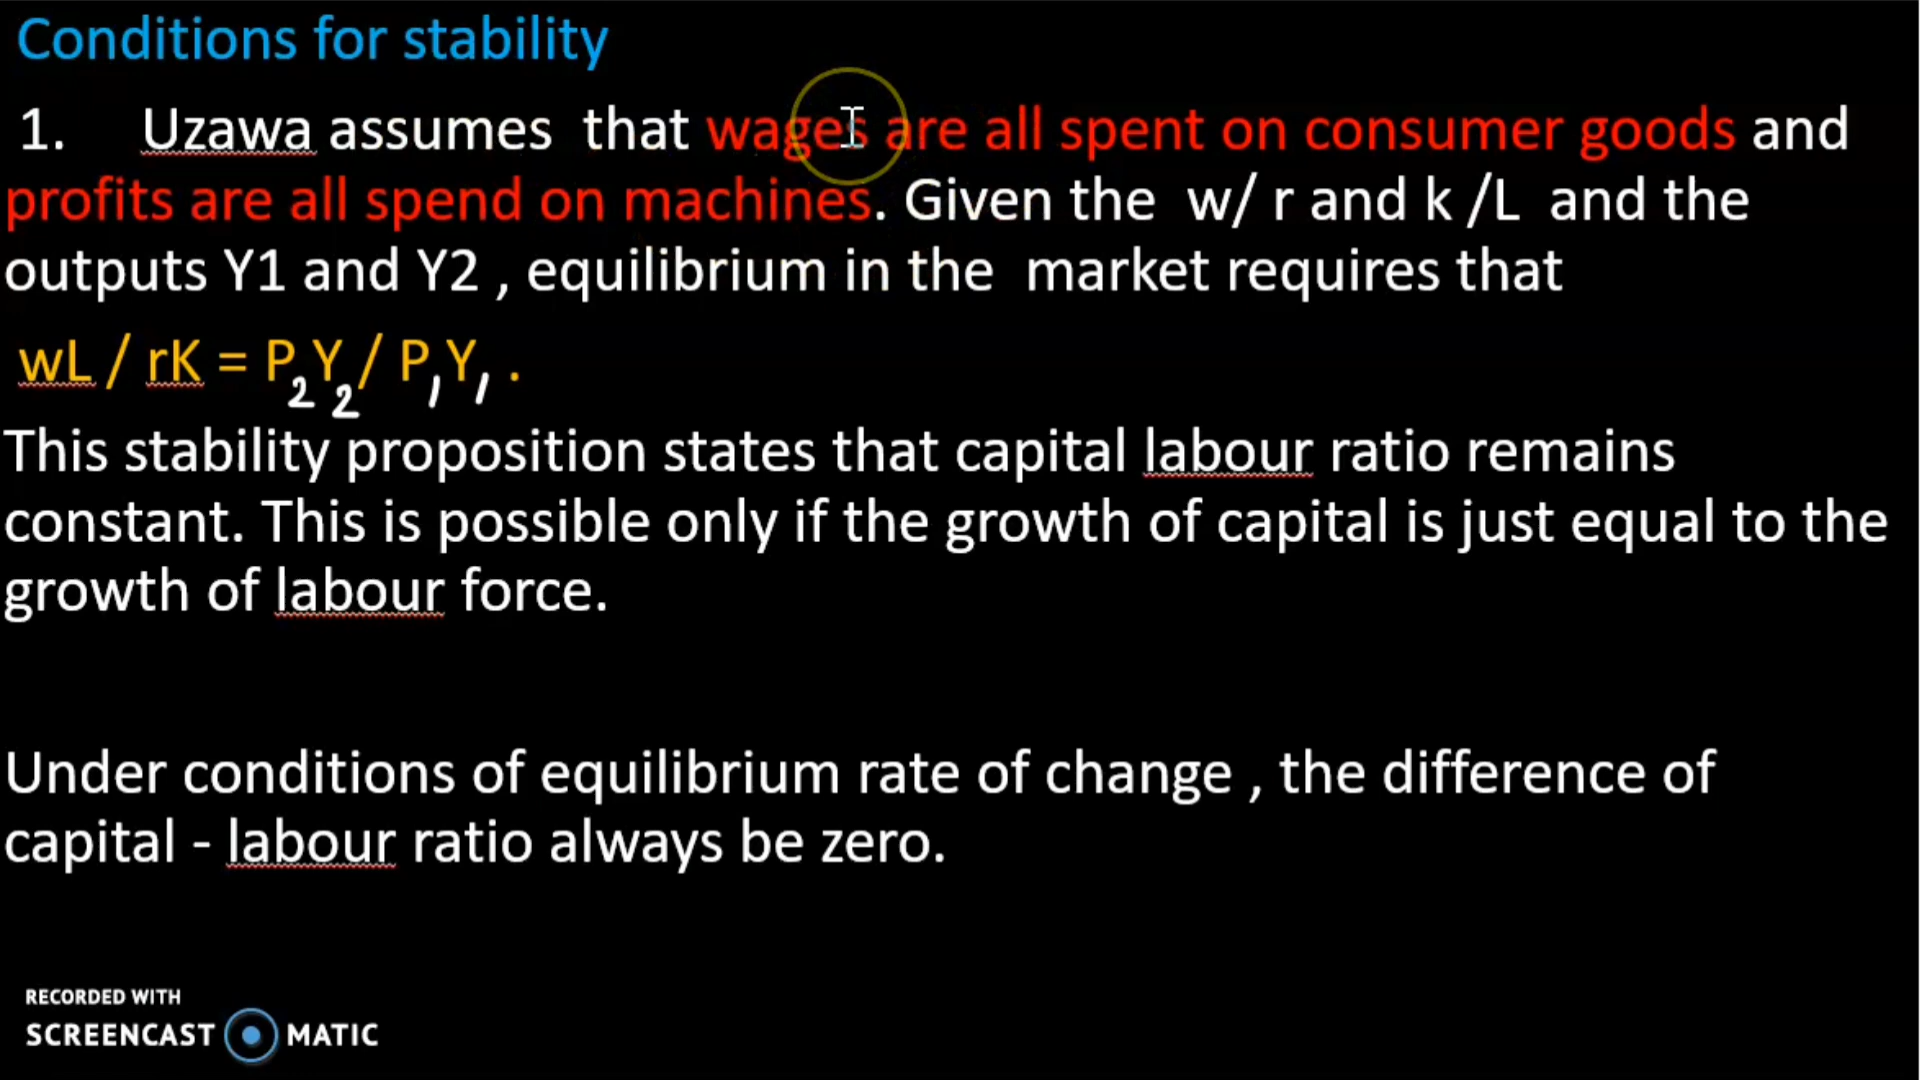 Conditions for stability
1. Uzawa assumes that wages are all spent on consumer goods and
profits are all spend on machines. Given the w/ r and k /L and the
outputs Y1 and Y2 , equilibrium in the market requires that
wL / rK = P2Y2/ P1Y1 .
This stability proposition states that capital labour ratio remains
constant. This is possible only if the growth of capital is just equal to the
growth of labour force.
Under conditions of equilibrium rate of change , the difference of
capital - labour ratio always be zero.
RECORDED WITH
SCREENCAST MATIC